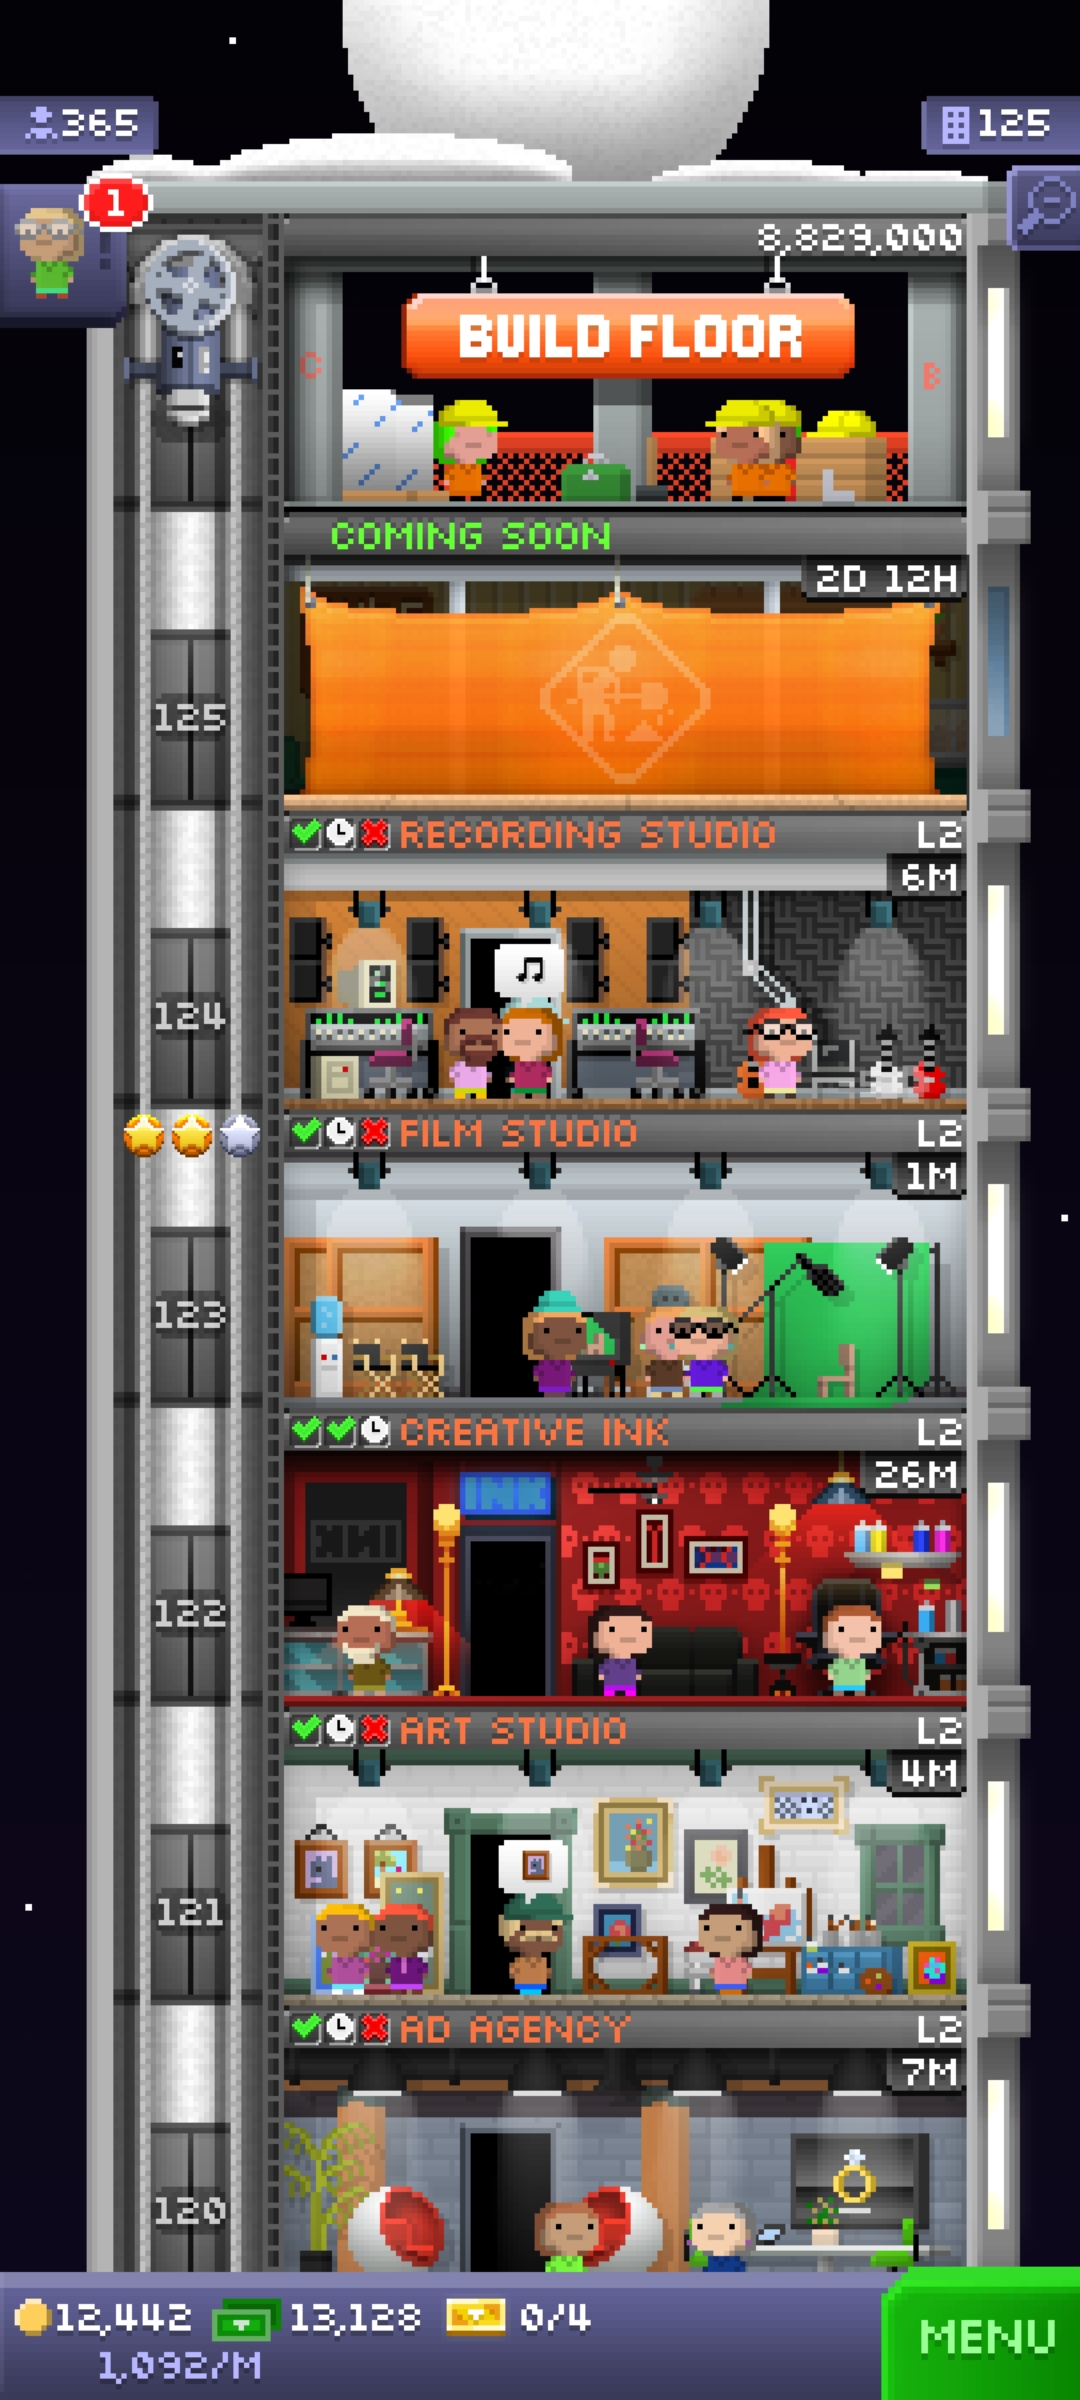 365
125
1
8,829,000
BUILD FLOOR
C
B
COMING SOON
2D 12H
125
RECORDING STUDIO L2
6M
124
FILM STUDIO L2
1M
123
CREATIVE INK L2
26M
INK
INK
122
ART STUDIO L2
4M
121
AD AGENCY L2
7M
120
12,442 13,128 0/4
MENU
1,092/M